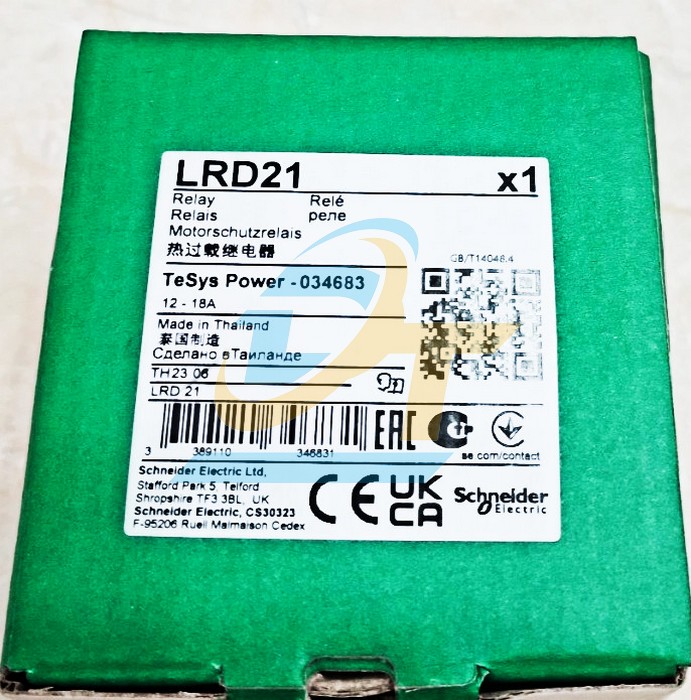 LRD21 x1
Relay Relé
Relais реле
Motorschutzrelais
热过载继电器
GB/T14048.4
TeSys Power - 034683
12 - 18A
Made in Thailand
泰国制造
Сделано вТаиланде
TH23 06
LRD 21
3 389110 346831
EAC
se com/contact
Schneider Electric Ltd,
Stafford Park 5, Telford
Shropshire TF3 3BL, UK
Schneider Electric, CS30323
F-95206 Rueil Malmaison Cedex
CE
UK
CA
Schneider
Electric